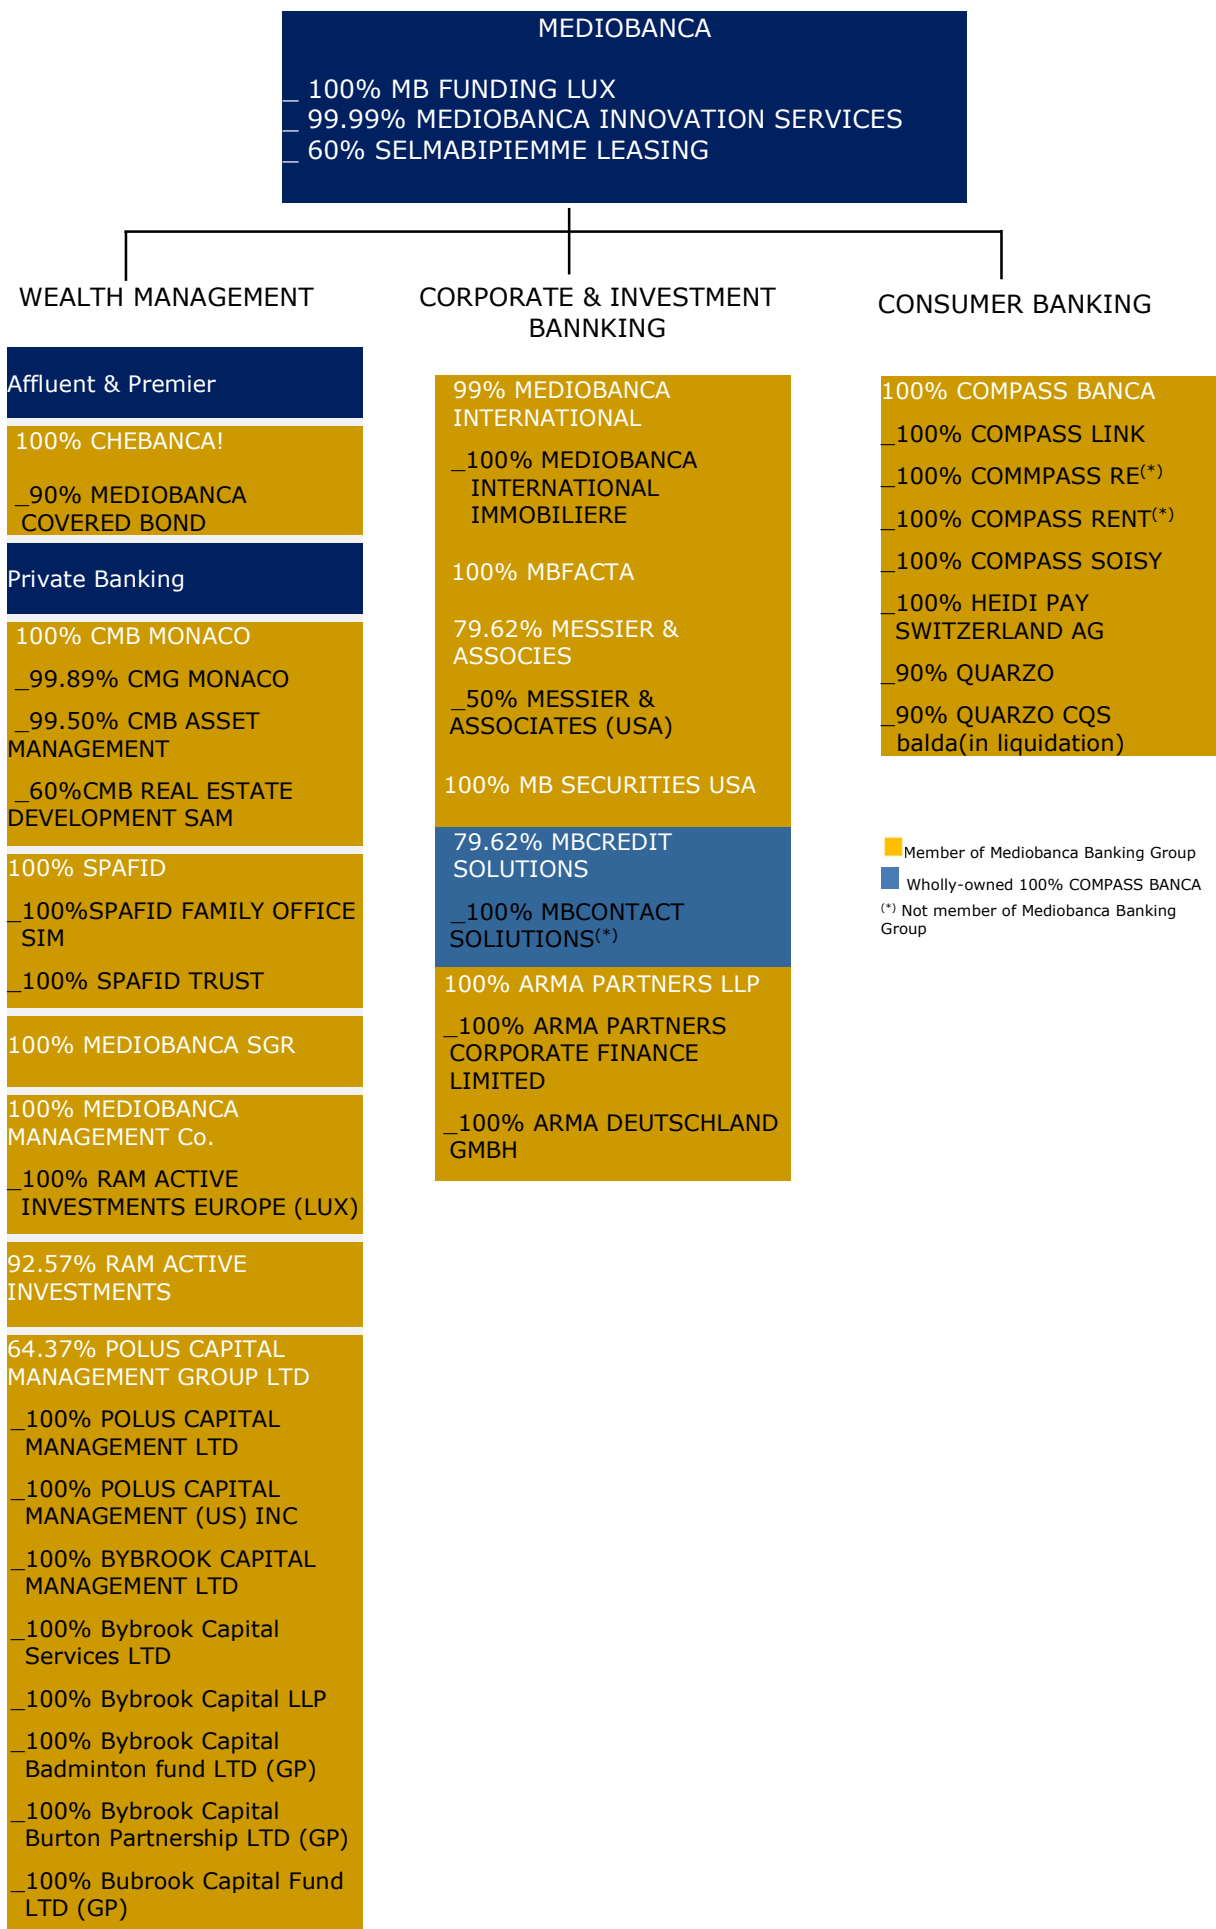 MEDIOBANCA
_ 100% MB FUNDING LUX
_ 99.99% MEDIOBANCA INNOVATION SERVICES
_ 60% SELMABIPIEMME LEASING
WEALTH MANAGEMENT
Affluent & Premier
100% CHEBANCA!
_90% MEDIOBANCA
COVERED BOND
Private Banking
100% CMB MONACO
_99.89% CMG MONACO
_99.50% CMB ASSET
MANAGEMENT
_60%CMB REAL ESTATE
DEVELOPMENT SAM
100% SPAFID
_100%SPAFID FAMILY OFFICE
SIM
_100% SPAFID TRUST
100% MEDIOBANCA SGR
100% MEDIOBANCA
MANAGEMENT Co.
_100% RAM ACTIVE
INVESTMENTS EUROPE (LUX)
92.57% RAM ACTIVE
INVESTMENTS
64.37% POLUS CAPITAL
MANAGEMENT GROUP LTD
_100% POLUS CAPITAL
MANAGEMENT LTD
_100% POLUS CAPITAL
MANAGEMENT (US) INC
_100% BYBROOK CAPITAL
MANAGEMENT LTD
_100% Bybrook Capital
Services LTD
_100% Bybrook Capital LLP
_100% Bybrook Capital
Badminton fund LTD (GP)
_100% Bybrook Capital
Burton Partnership LTD (GP)
_100% Bubrook Capital Fund
LTD (GP)
CORPORATE & INVESTMENT
BANNKING
99% MEDIOBANCA
INTERNATIONAL
_100% MEDIOBANCA
INTERNATIONAL
IMMOBILIERE
100% MBFACTA
79.62% MESSIER &
ASSOCIES
_50% MESSIER &
ASSOCIATES (USA)
100% MB SECURITIES USA
79.62% MBCREDIT
SOLUTIONS
_100% MBCONTACT
SOLIUTIONS(*)
100% ARMA PARTNERS LLP
_100% ARMA PARTNERS
CORPORATE FINANCE
LIMITED
_100% ARMA DEUTSCHLAND
GMBH
CONSUMER BANKING
100% COMPASS BANCA
_100% COMPASS LINK
_100% COMMPASS RE(*)
_100% COMPASS RENT(*)
_100% COMPASS SOISY
_100% HEIDI PAY
SWITZERLAND AG
_90% QUARZO
_90% QUARZO CQS
balda(in liquidation)
Member of Mediobanca Banking Group
Wholly-owned 100% COMPASS BANCA
(*) Not member of Mediobanca Banking
Group